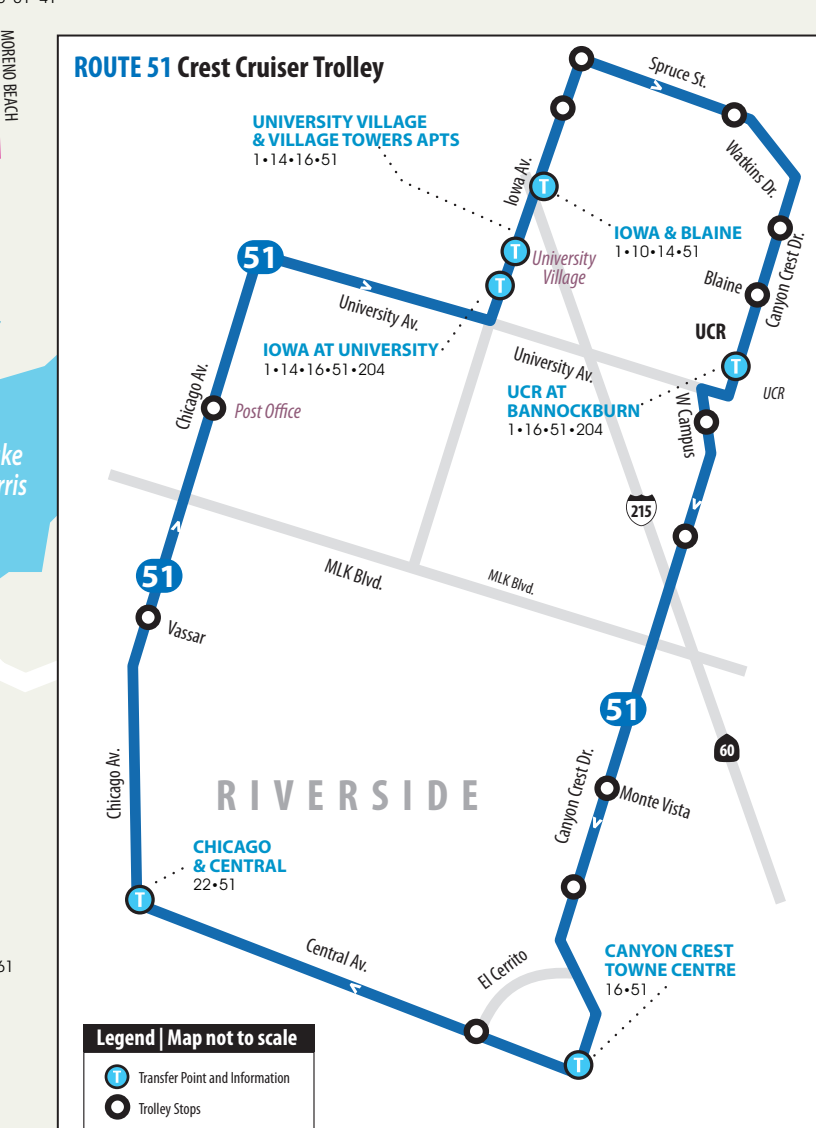 MORENO BEACH
ROUTE 51 Crest Cruiser Trolley
Spruce St.
UNIVERSITY VILLAGE
& VILLAGE TOWERS APTS
1•14•16•51
Iowa Av.
Watkins Dr.
IOWA & BLAINE
1•10•14•51
T
51
T
University
Village
T
Canyon Crest Dr.
Blaine
University Av.
UCR
IOWA AT UNIVERSITY
1•14•16•51•204
University Av.
T
UCR
UCR AT
BANNOCKBURN
1•16•51•204
Chicago Av.
Post Office
W Campus
ke
rris
215
51
MLK Blvd.
MLK Blvd.
Vassar
51
60
Chicago Av.
RIVERSIDE
Canyon Crest Dr.
Monte Vista
CHICAGO
& CENTRAL
22•51
T
Central Av.
El Cerrito
CANYON CREST
TOWNE CENTRE
16•51
61
T
Legend | Map not to scale
T Transfer Point and Information
Trolley Stops